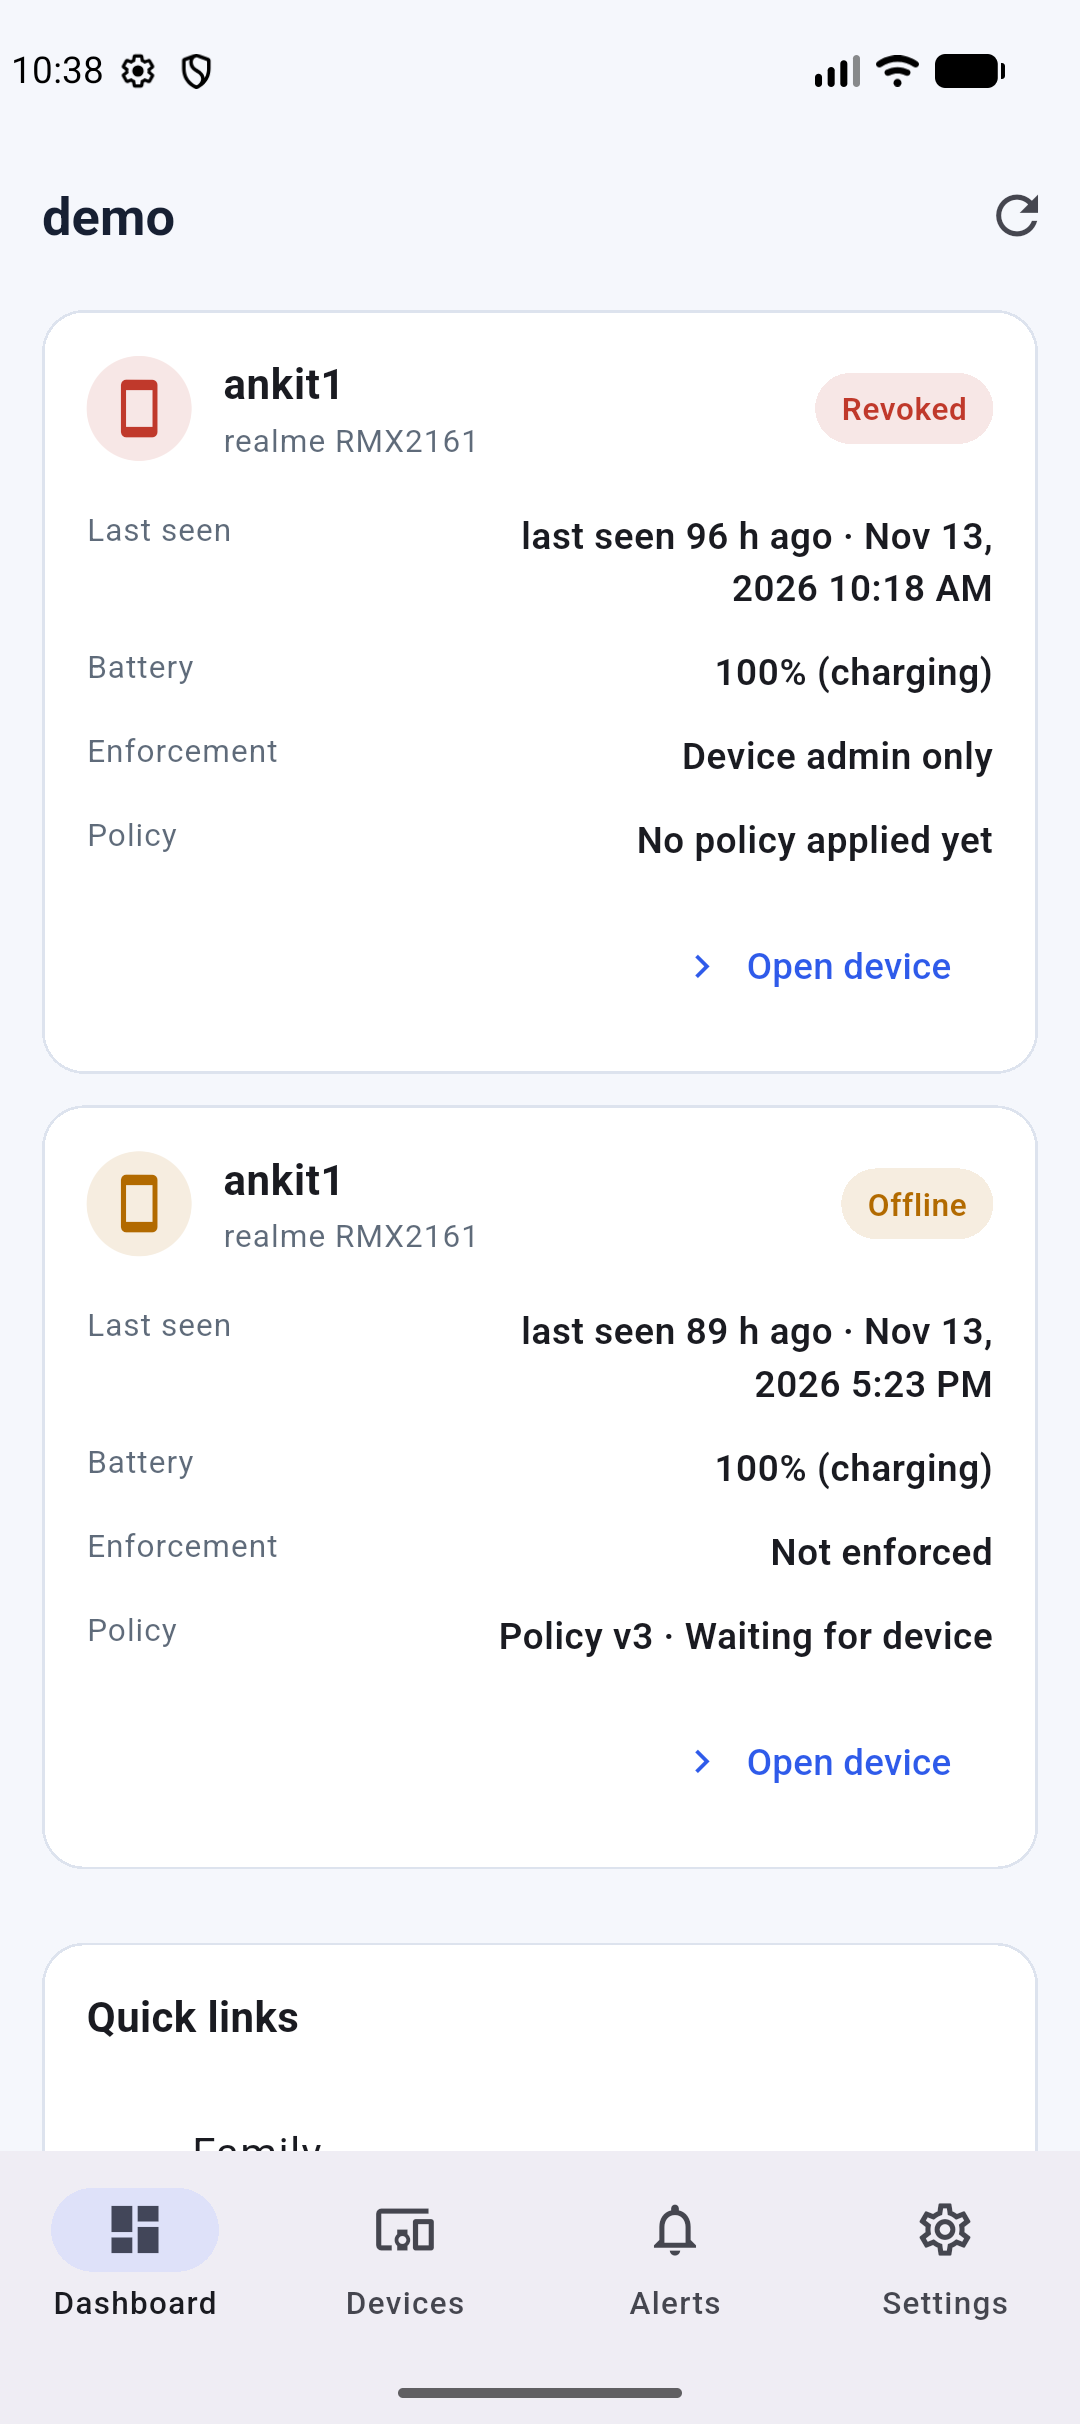 10:38
demo
ankit1
realme RMX2161
Revoked
Last seen
last seen 96 h ago · Nov 13,
2026 10:18 AM
Battery
100% (charging)
Enforcement
Device admin only
Policy
No policy applied yet
Open device
ankit1
realme RMX2161
Offline
Last seen
last seen 89 h ago · Nov 13,
2026 5:23 PM
Battery
100% (charging)
Enforcement
Not enforced
Policy
Policy v3 · Waiting for device
Open device
Quick links
Family
Dashboard
Devices
Alerts
Settings